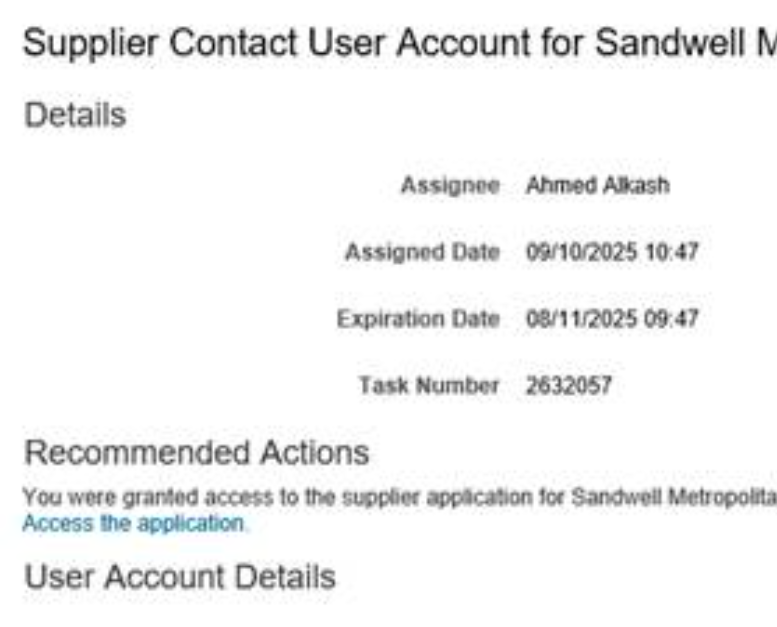 Supplier Contact User Account for Sandwell M
Details
Assignee Ahmed Alkash
Assigned Date 09/10/2025 10:47
Expiration Date 08/11/2025 09:47
Task Number 2632057
Recommended Actions
You were granted access to the supplier application for Sandwell Metropolita
Access the application.
User Account Details